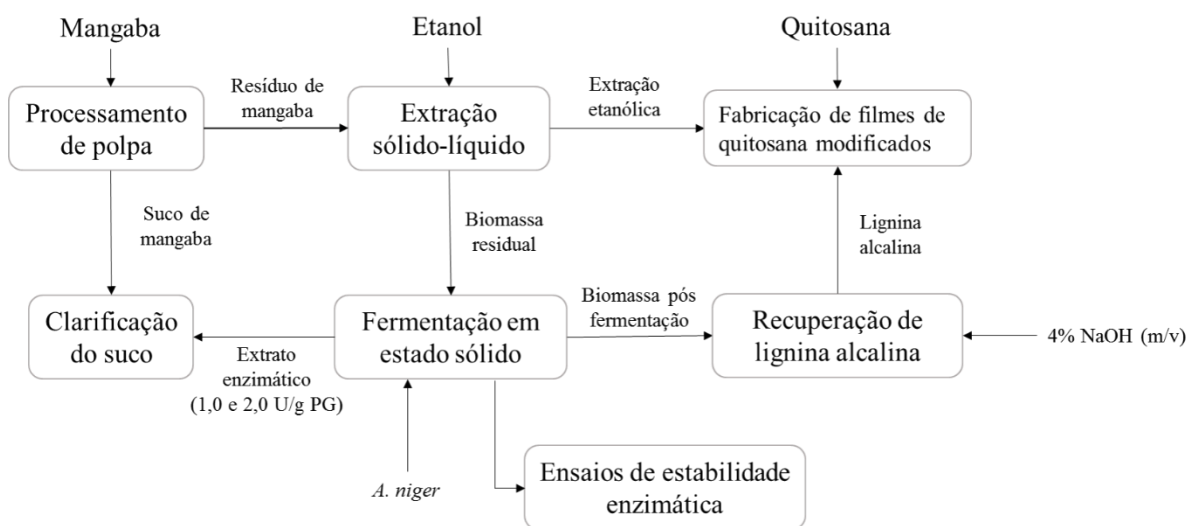 Mangaba
Etanol
Quitosana
Processamento
de polpa
Resíduo de
mangaba
Extração
sólido-líquido
Extração
etanólica
Fabricação de filmes de
quitosana modificados
Suco de
mangaba
Biomassa
residual
Lignina
alcalina
Clarificação
do suco
Extrato
enzimático
(1,0 e 2,0 U/g PG)
Fermentação em
estado sólido
Biomassa pós
fermentação
Recuperação de
lignina alcalina
4% NaOH (m/v)
A. niger
Ensaios de estabilidade
enzimática